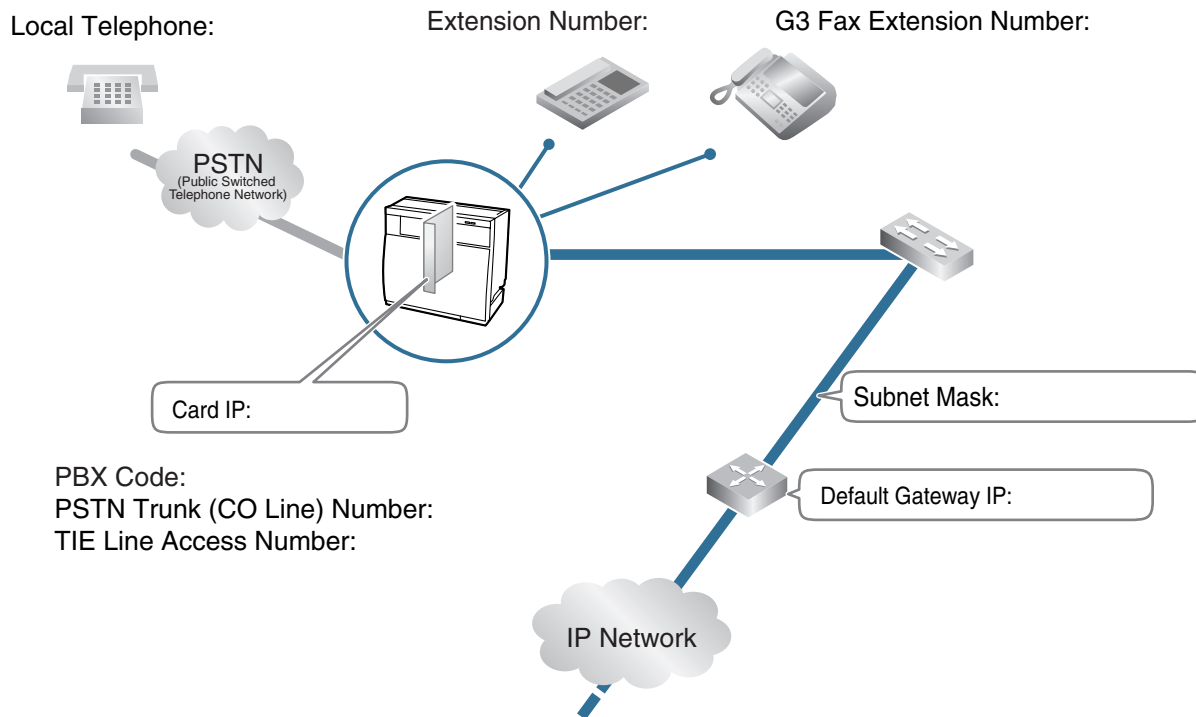 Local Telephone:
Extension Number:
G3 Fax Extension Number:
PSTN
(Public Switched
Telephone Network)
Card IP:
Subnet Mask:
PBX Code:
PSTN Trunk (CO Line) Number:
TIE Line Access Number:
Default Gateway IP:
IP Network